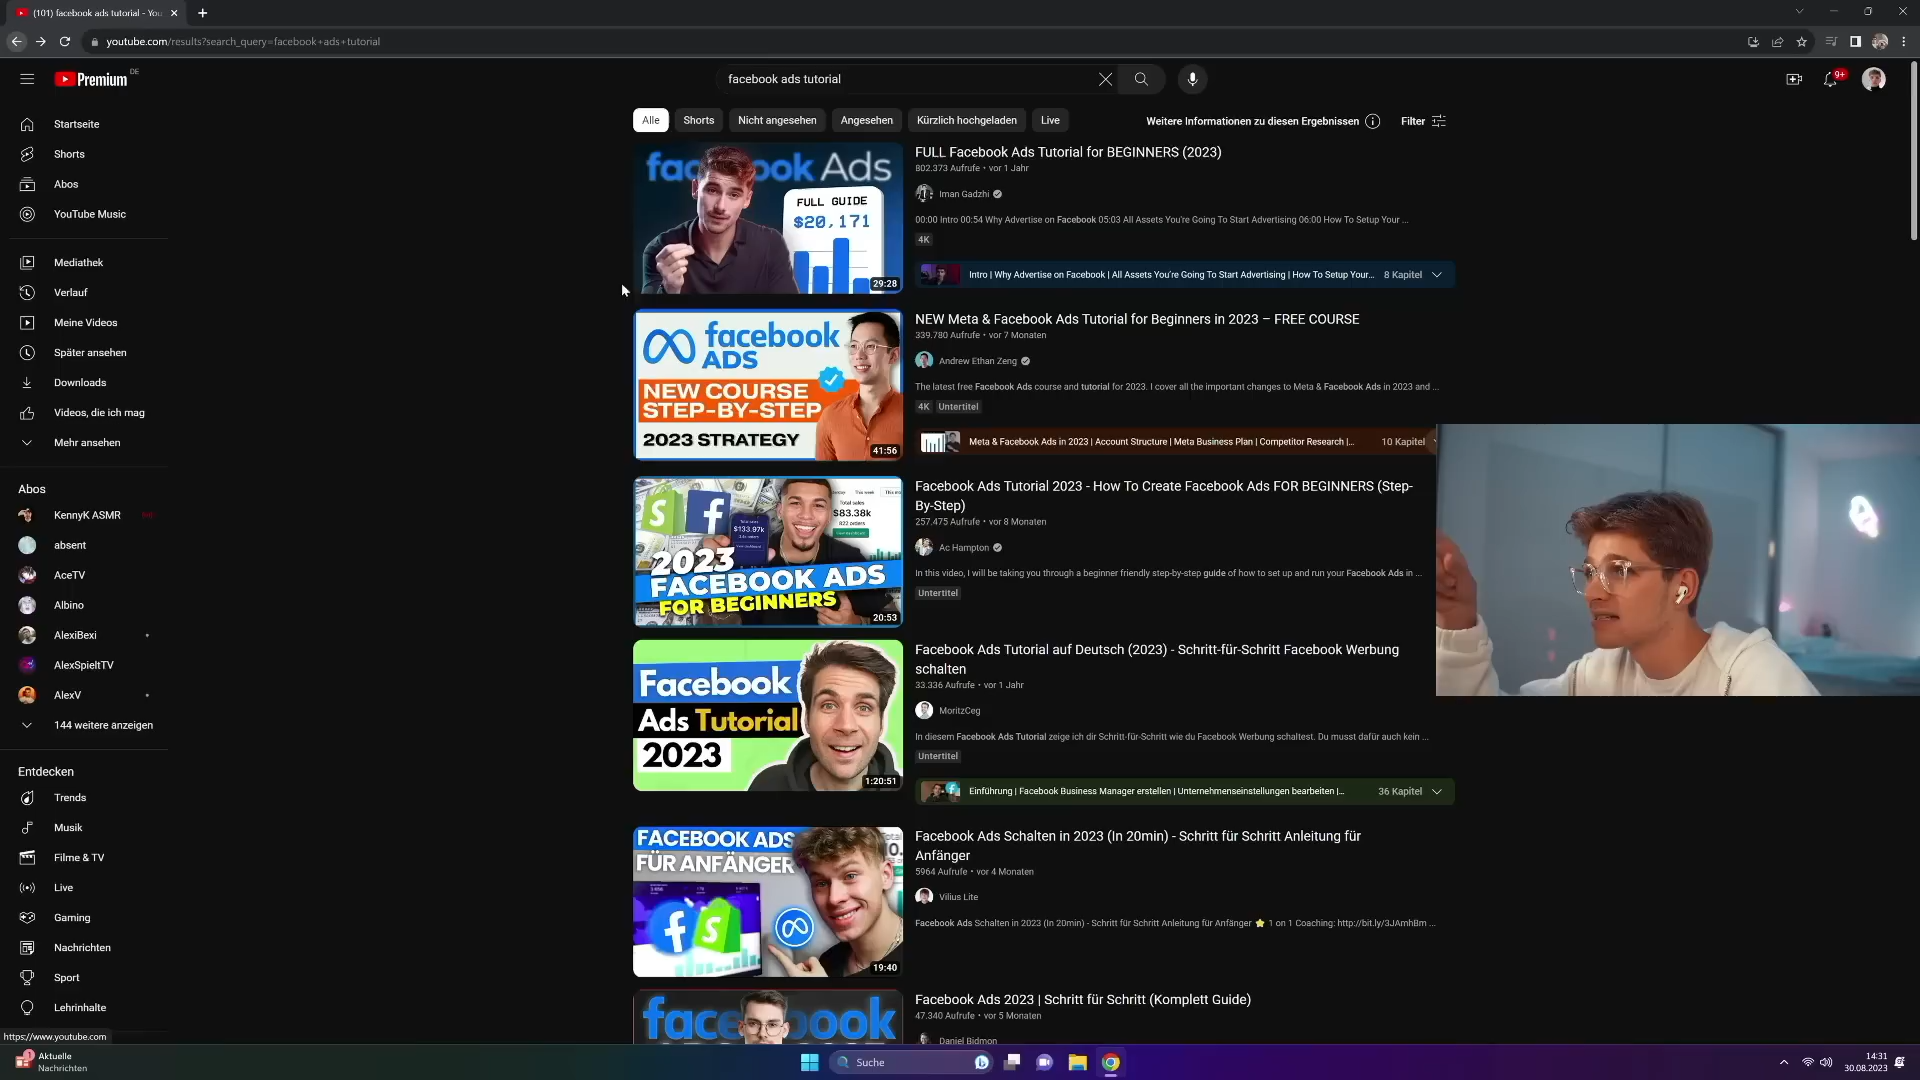 (101) facebook ads tutorial - You
youtube.com/results?search_query=facebook+ads+tutorial
Premium DE
facebook ads tutorial
9+
Startseite
Shorts
Abos
YouTube Music
Mediathek
Verlauf
Meine Videos
Später ansehen
Downloads
Videos, die ich mag
Mehr ansehen
Abos
KennyK ASMR
absent
AceTV
Albino
AlexiBexi
AlexSpieltTV
AlexV
144 weitere anzeigen
Entdecken
Trends
Musik
Filme & TV
Live
Gaming
Nachrichten
Sport
Lehrinhalte
https://www.youtube.com
Alle Shorts Nicht angesehen Angesehen Kürzlich hochgeladen Live
Weitere Informationen zu diesen Ergebnissen Filter
facebook Ads
FULL GUIDE
$20,171
29:28
FULL Facebook Ads Tutorial for BEGINNERS (2023)
802.373 Aufrufe • vor 1 Jahr
Iman Gadzhi
00:00 Intro 00:54 Why Advertise on Facebook 05:03 All Assets You're Going To Start Advertising 06:00 How To Setup Your ...
4K
Intro | Why Advertise on Facebook | All Assets You're Going To Start Advertising | How To Setup Your... 8 Kapitel
facebook
ADS
NEW COURSE
STEP-BY-STEP
2023 STRATEGY
41:56
NEW Meta & Facebook Ads Tutorial for Beginners in 2023 – FREE COURSE
339.780 Aufrufe • vor 7 Monaten
Andrew Ethan Zeng
The latest free Facebook Ads course and tutorial for 2023. I cover all the important changes to Meta & Facebook Ads in 2023 and ...
4K Untertitel
Meta & Facebook Ads in 2023 | Account Structure | Meta Business Plan | Competitor Research |... 10 Kapitel
This week
Total sales
$83.38k
822 orders
$133.97k
2023
FACEBOOK ADS
FOR BEGINNERS
20:53
Facebook Ads Tutorial 2023 - How To Create Facebook Ads FOR BEGINNERS (Step-
By-Step)
257.475 Aufrufe • vor 8 Monaten
Ac Hampton
In this video, I will be taking you through a beginner friendly step-by-step guide of how to set up and run your Facebook Ads in ...
Untertitel
Facebook
Ads Tutorial
2023
1:20:51
Facebook Ads Tutorial auf Deutsch (2023) - Schritt-für-Schritt Facebook Werbung
schalten
33.336 Aufrufe • vor 1 Jahr
MoritzCeg
In diesem Facebook Ads Tutorial zeige ich dir Schritt-für-Schritt wie du Facebook Werbung schaltest. Du musst dafür auch kein ...
Untertitel
Einführung | Facebook Business Manager erstellen | Unternehmenseinstellungen bearbeiten |... 36 Kapitel
FACEBOOK ADS
FÜR ANFÄNGER
19:40
Facebook Ads Schalten in 2023 (In 20min) - Schritt für Schritt Anleitung für
Anfänger
5964 Aufrufe • vor 4 Monaten
Vilius Lite
Facebook Ads Schalten in 2023 (In 20min) - Schritt für Schritt Anleitung für Anfänger ⭐ 1 on 1 Coaching: http://bit.ly/3JAmhBm ...
facebook
Facebook Ads 2023 | Schritt für Schritt (Komplett Guide)
47.340 Aufrufe • vor 5 Monaten
Daniel Bidmon
Aktuelle
Nachrichten
Suche
14:31
30.08.2023